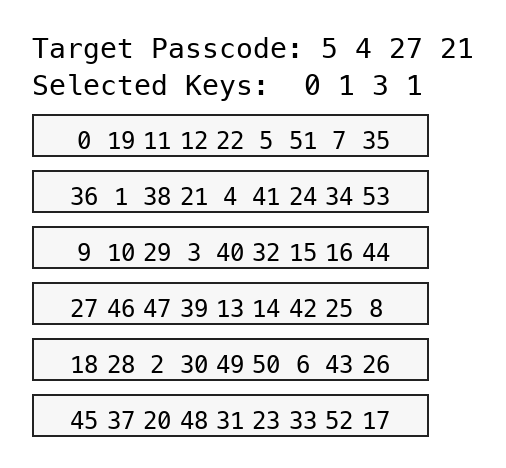 Target Passcode: 5 4 27 21
Selected Keys: 0 1 3 1
0 19 11 12 22 5 51 7 35
36 1 38 21 4 41 24 34 53
9 10 29 3 40 32 15 16 44
27 46 47 39 13 14 42 25 8
18 28 2 30 49 50 6 43 26
45 37 20 48 31 23 33 52 17